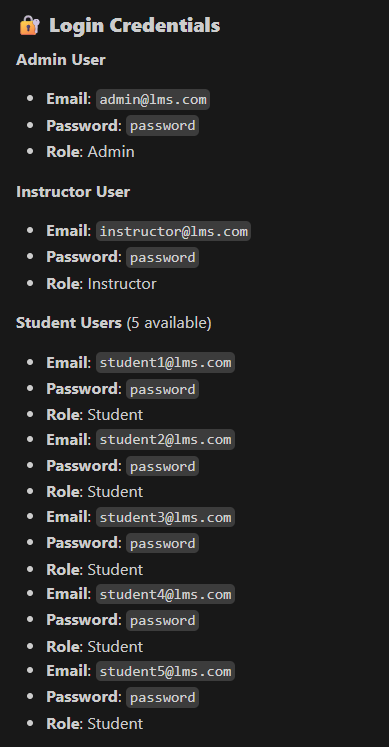 🔐 Login Credentials
Admin User
• Email: admin@lms.com
• Password: password
• Role: Admin
Instructor User
• Email: instructor@lms.com
• Password: password
• Role: Instructor
Student Users (5 available)
• Email: student1@lms.com
• Password: password
• Role: Student
• Email: student2@lms.com
• Password: password
• Role: Student
• Email: student3@lms.com
• Password: password
• Role: Student
• Email: student4@lms.com
• Password: password
• Role: Student
• Email: student5@lms.com
• Password: password
• Role: Student